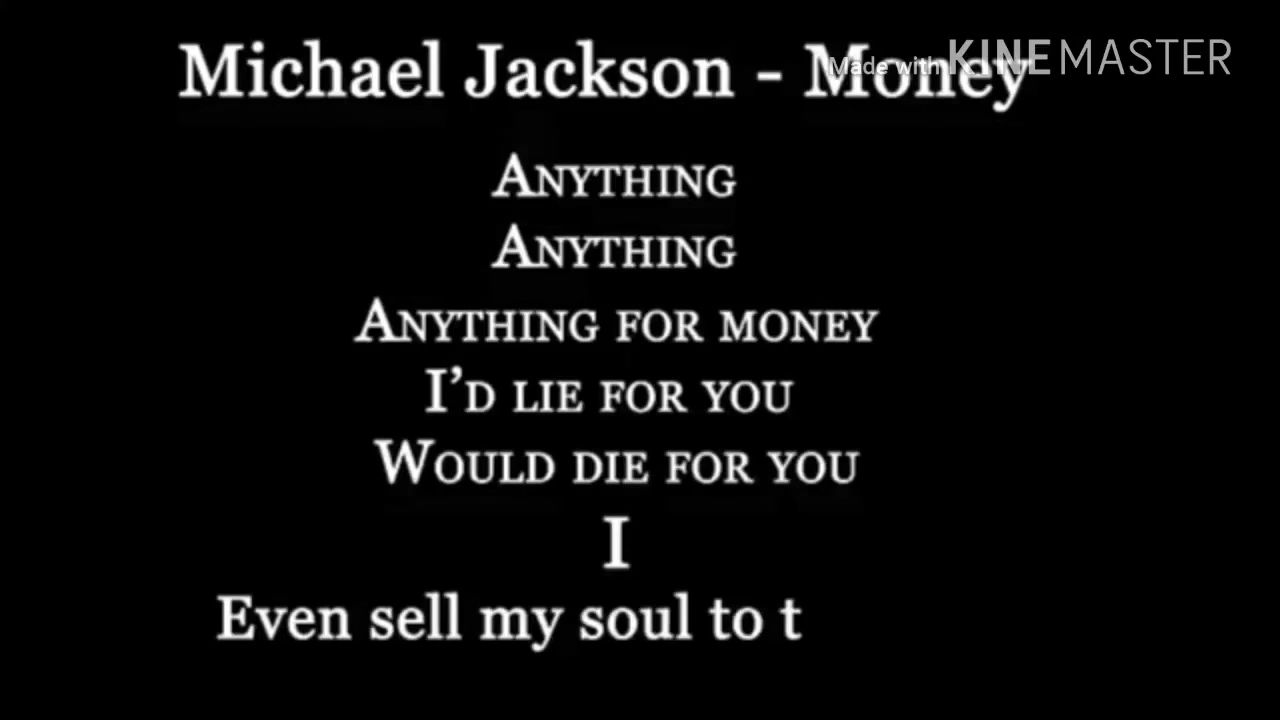 Michael Jackson - Money
Made with KINEMASTER
ANYTHING
ANYTHING
ANYTHING FOR MONEY
I’D LIE FOR YOU
WOULD DIE FOR YOU
I
Even sell my soul to t